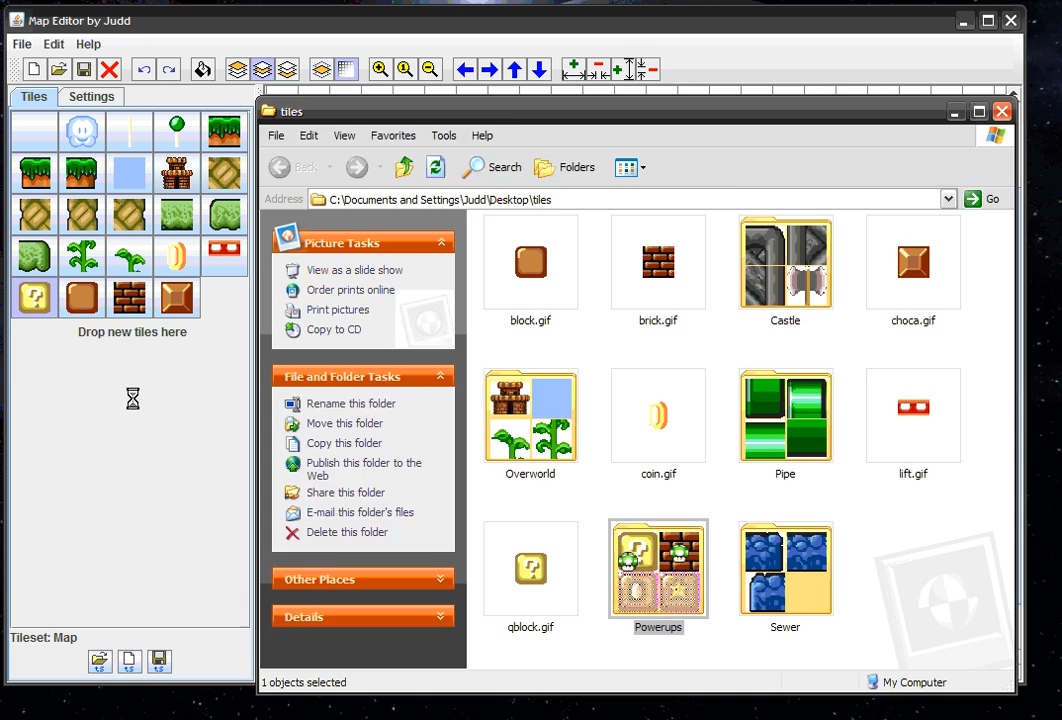 Map Editor by Judd
File Edit Help
Tiles Settings
Drop new tiles here
Tileset: Map
ts ts ts
tiles
File Edit View Favorites Tools Help
Back Search Folders
Address C:\Documents and Settings\Judd\Desktop\tiles Go
Picture Tasks
View as a slide show
Order prints online
Print pictures
Copy to CD
File and Folder Tasks
Rename this folder
Move this folder
Copy this folder
Publish this folder to the
Web
Share this folder
E-mail this folder's files
Delete this folder
Other Places
Details
block.gif brick.gif Castle choca.gif
Overworld coin.gif Pipe lift.gif
qblock.gif Powerups Sewer
1 objects selected My Computer